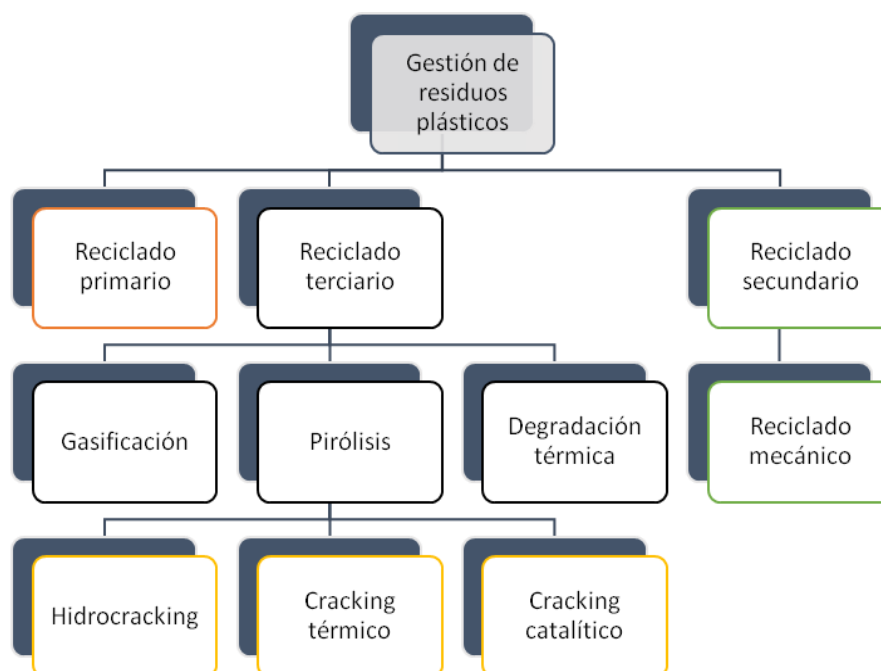 Gestión de
residuos
plásticos
Reciclado
primario
Reciclado
terciario
Reciclado
secundario
Gasificación
Pirólisis
Degradación
térmica
Reciclado
mecánico
Hidrocracking
Cracking
térmico
Cracking
catalítico